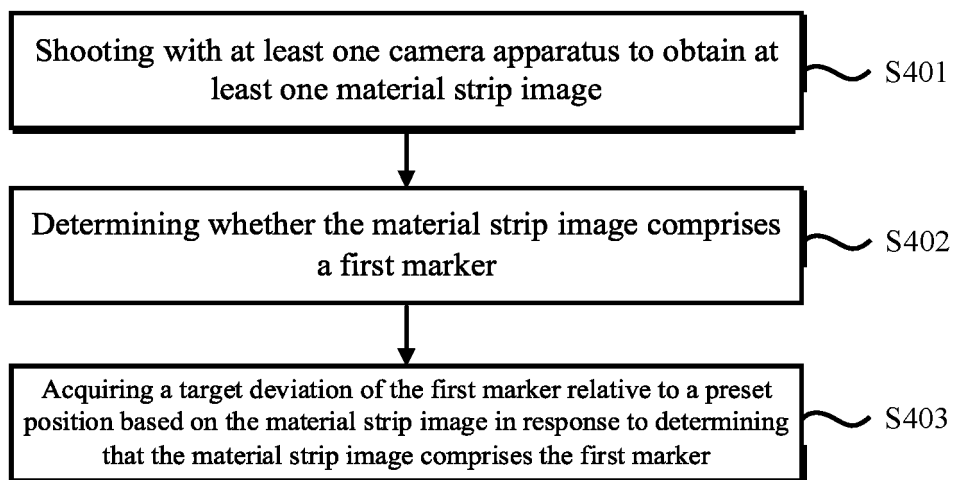 Shooting with at least one camera apparatus to obtain at
least one material strip image
S401
Determining whether the material strip image comprises
a first marker
S402
Acquiring a target deviation of the first marker relative to a preset
position based on the material strip image in response to determining
that the material strip image comprises the first marker
S403